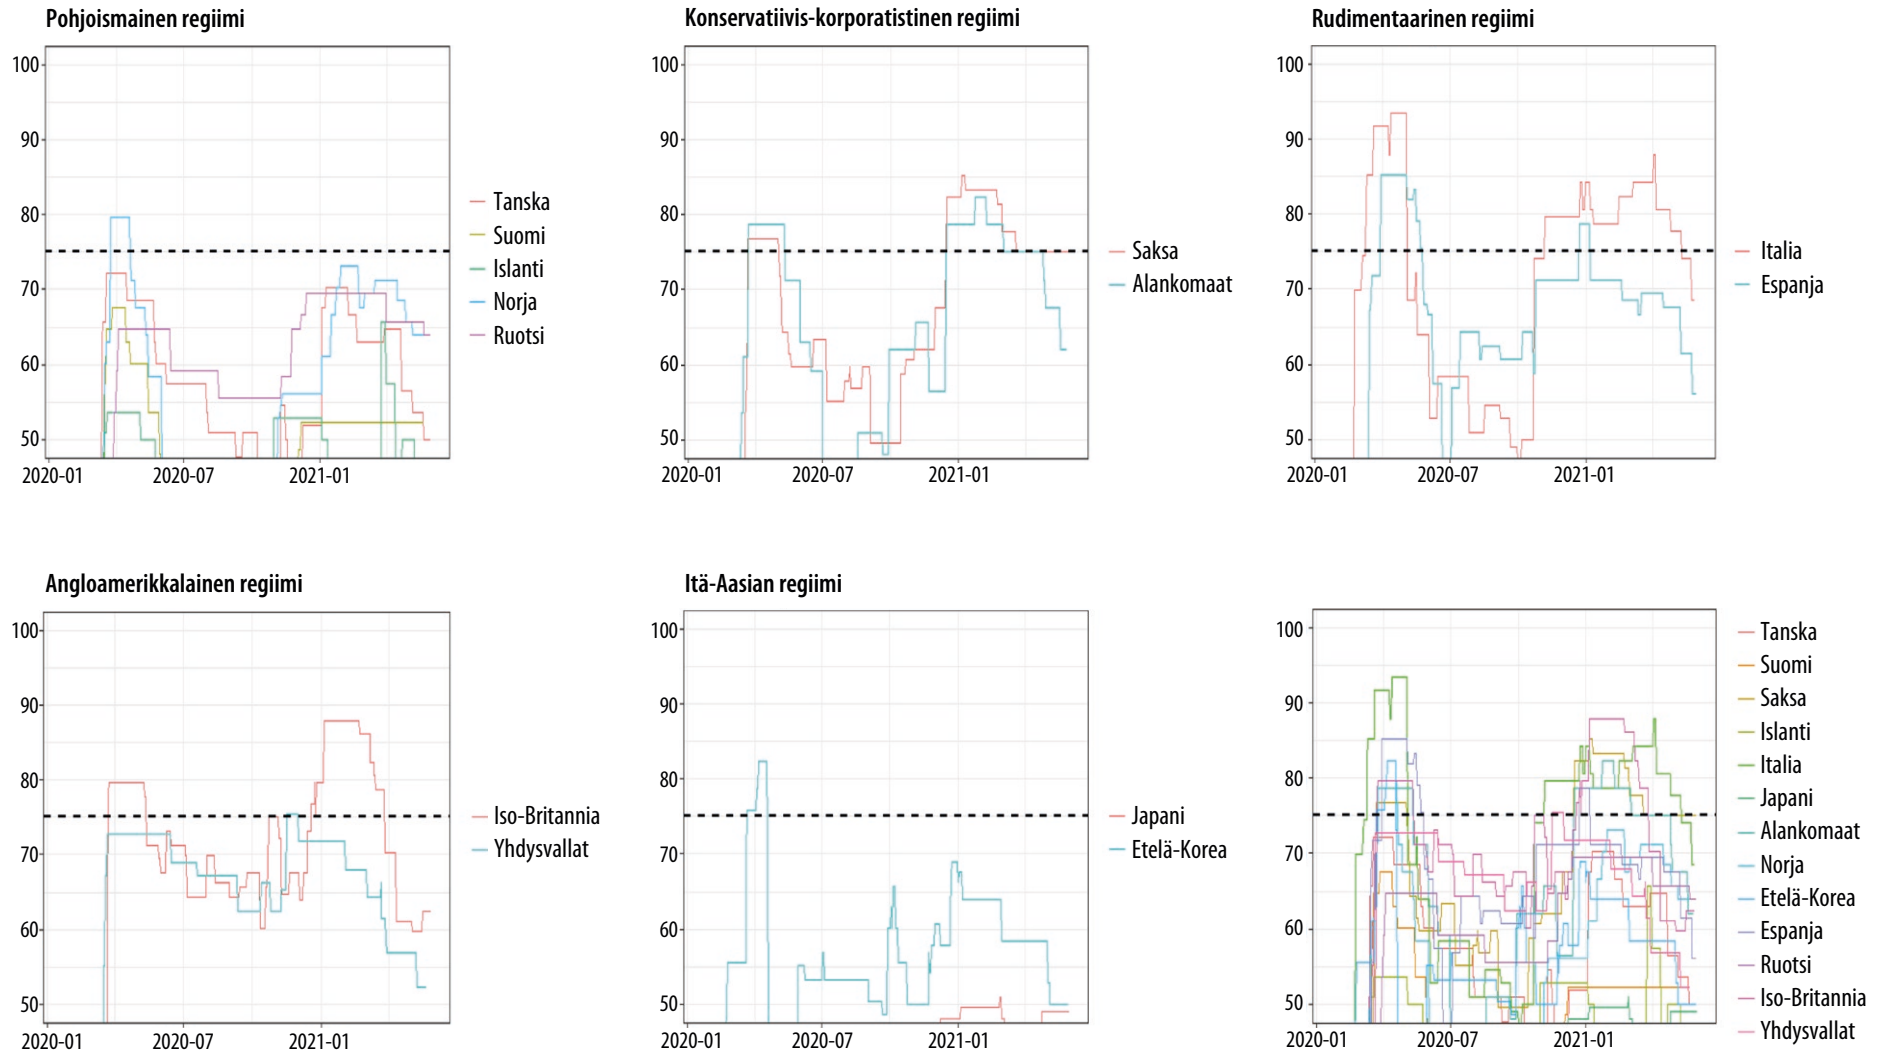 Pohjoismainen regiimi
100
90
80
70
60
50
2020-01
2020-07
2021-01
Tanska
Suomi
Islanti
Norja
Ruotsi
Konservatiivis-korporatistinen regiimi
100
90
80
70
60
50
2020-01
2020-07
2021-01
Saksa
Alankomaat
Rudimentaarinen regiimi
100
90
80
70
60
50
2020-01
2020-07
2021-01
Italia
Espanja
Angloamerikkalainen regiimi
100
90
80
70
60
50
2020-01
2020-07
2021-01
Iso-Britannia
Yhdysvallat
Itä-Aasian regiimi
100
90
80
70
60
50
2020-01
2020-07
2021-01
Japani
Etelä-Korea
100
90
80
70
60
50
2020-01
2020-07
2021-01
Tanska
Suomi
Saksa
Islanti
Italia
Japani
Alankomaat
Norja
Etelä-Korea
Espanja
Ruotsi
Iso-Britannia
Yhdysvallat